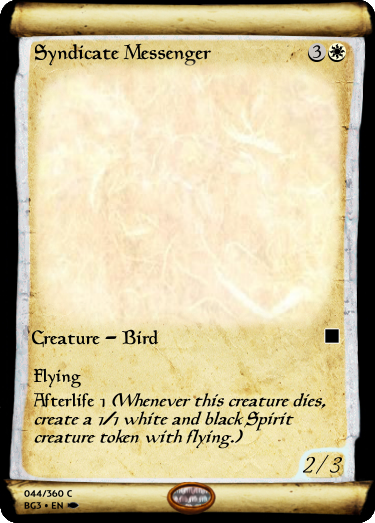 Syndicate Messenger 3
Creature – Bird
Flying
Afterlife 1 (Whenever this creature dies,
create a 1/1 white and black Spirit
creature token with flying.)
2/3
044/360 C
BG3 • EN